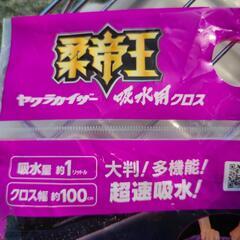 柔帝王
ヤワラカイザー 吸水用クロス
吸水量 約1リットル
クロス幅 約100cm
大判!多機能!
超速吸水!